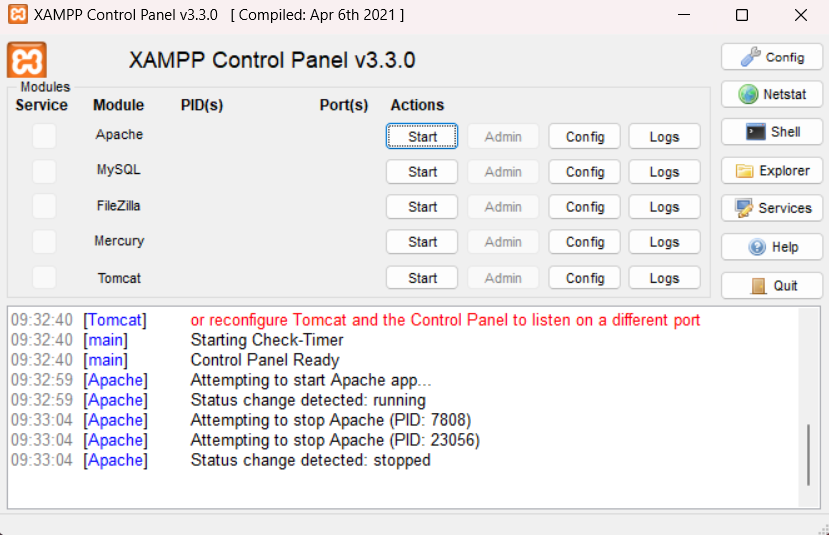 XAMPP Control Panel v3.3.0 [ Compiled: Apr 6th 2021 ]
XAMPP Control Panel v3.3.0
Config
Modules
Service Module PID(s) Port(s) Actions
Netstat
Apache Start Admin Config Logs
Shell
MySQL Start Admin Config Logs
Explorer
FileZilla Start Admin Config Logs
Services
Mercury Start Admin Config Logs
Help
Tomcat Start Admin Config Logs
Quit
09:32:40 [Tomcat] or reconfigure Tomcat and the Control Panel to listen on a different port
09:32:40 [main] Starting Check-Timer
09:32:40 [main] Control Panel Ready
09:32:59 [Apache] Attempting to start Apache app...
09:32:59 [Apache] Status change detected: running
09:33:04 [Apache] Attempting to stop Apache (PID: 7808)
09:33:04 [Apache] Attempting to stop Apache (PID: 23056)
09:33:04 [Apache] Status change detected: stopped